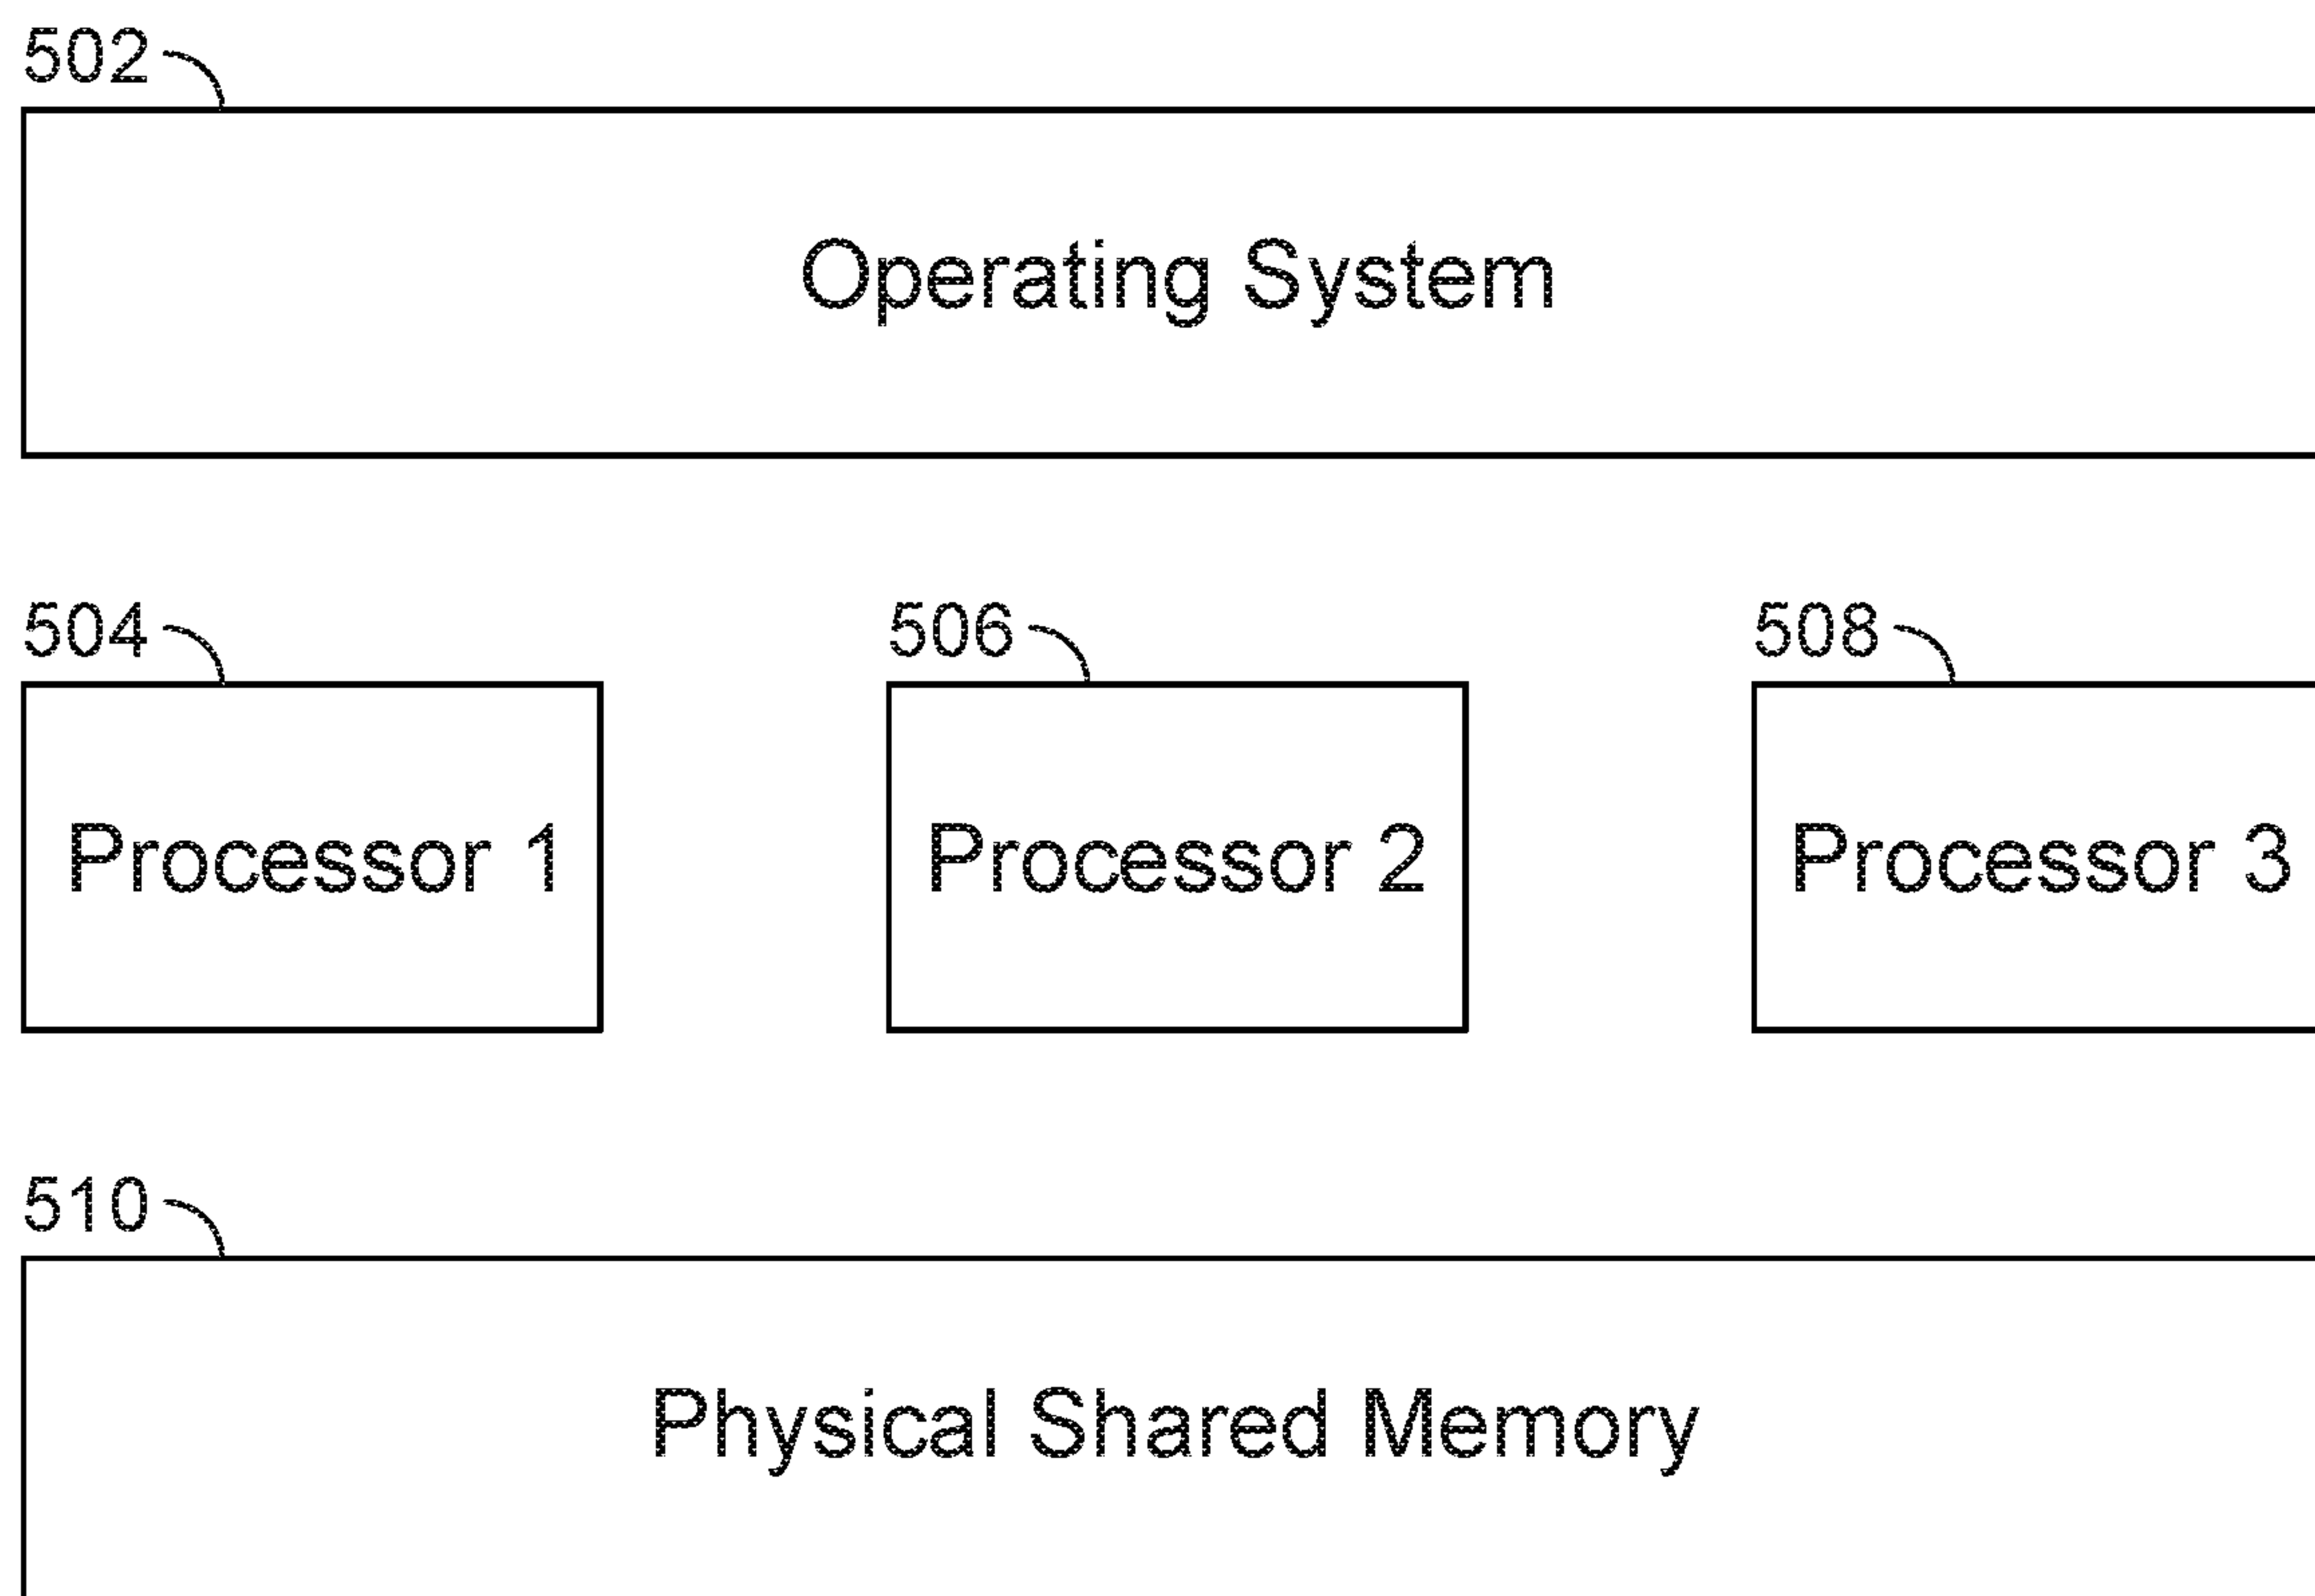 502
Operating System
504
506
508
Processor 1
Processor 2
Processor 3
510
Physical Shared Memory